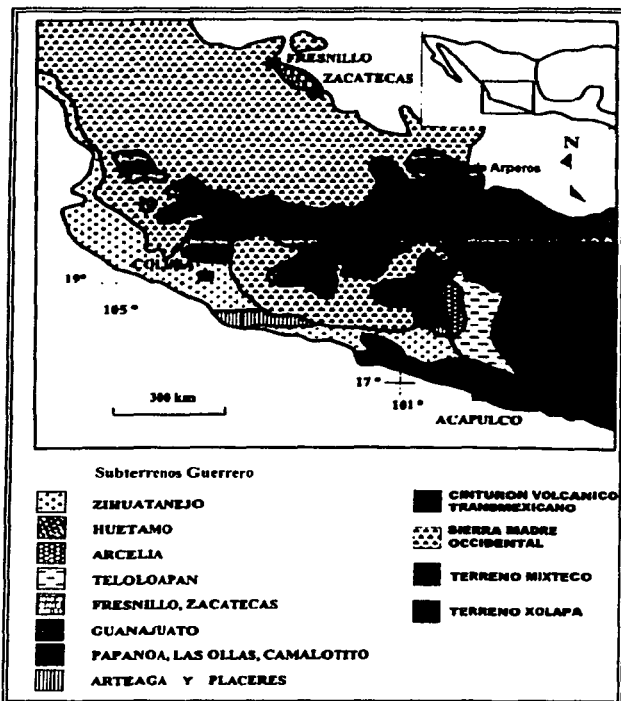 FRESNILLO
ZACATECAS
N
Arperos
19°
105°
300 km
17°
101°
ACAPULCO
Subterrenos Guerrero
ZIHUATANEJO
HUETAMO
ARCELIA
TELOLOAPAN
FRESNILLO, ZACATECAS
GUANAJUATO
PAPANOA, LAS OLLAS, CAMALOTITO
ARTEAGA Y PLACERES
CINTURON VOLCANICO
TRANSMEXICANO
SIERRA MADRE
OCCIDENTAL
TERRENO MIXTECO
TERRENO XOLAPA